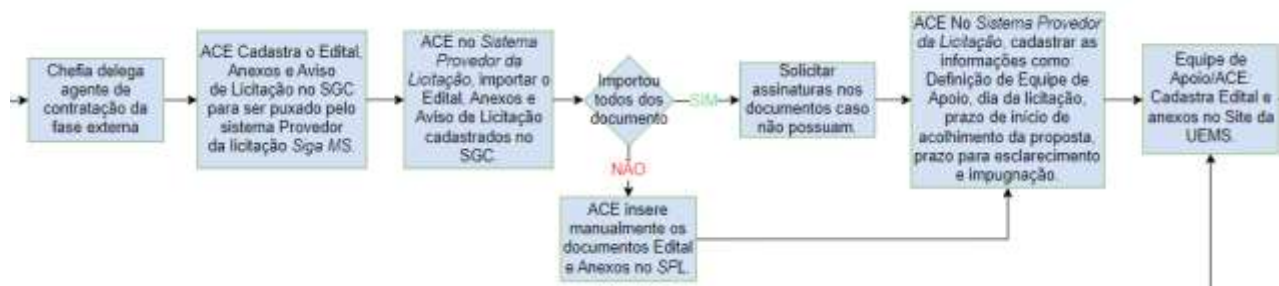 Chefia delega
agente de
contratação da
fase externa
ACE Cadastra o Edital,
Anexos e Aviso
de Licitação no SGC
para ser puxado pelo
sistema Provedor
da licitação Siga MS.
ACE no Sistema
Provedor da
Licitação, importar o
Edital, Anexos e
Aviso de Licitação
cadastrados no
SGC.
Importou
todos dos
documento
SIM
NÃO
Solicitar
assinaturas nos
documentos caso
não possuam.
ACE insere
manualmente os
documentos Edital
e Anexos no SPL.
ACE No Sistema Provedor
da Licitação, cadastrar as
informações como:
Definição de Equipe de
Apoio, dia da licitação,
prazo de início de
acolhimento da proposta,
prazo para esclarecimento
e impugnação.
Equipe de
Apoio/ACE.
Cadastra Edital e
anexos no Site da
UEMS.